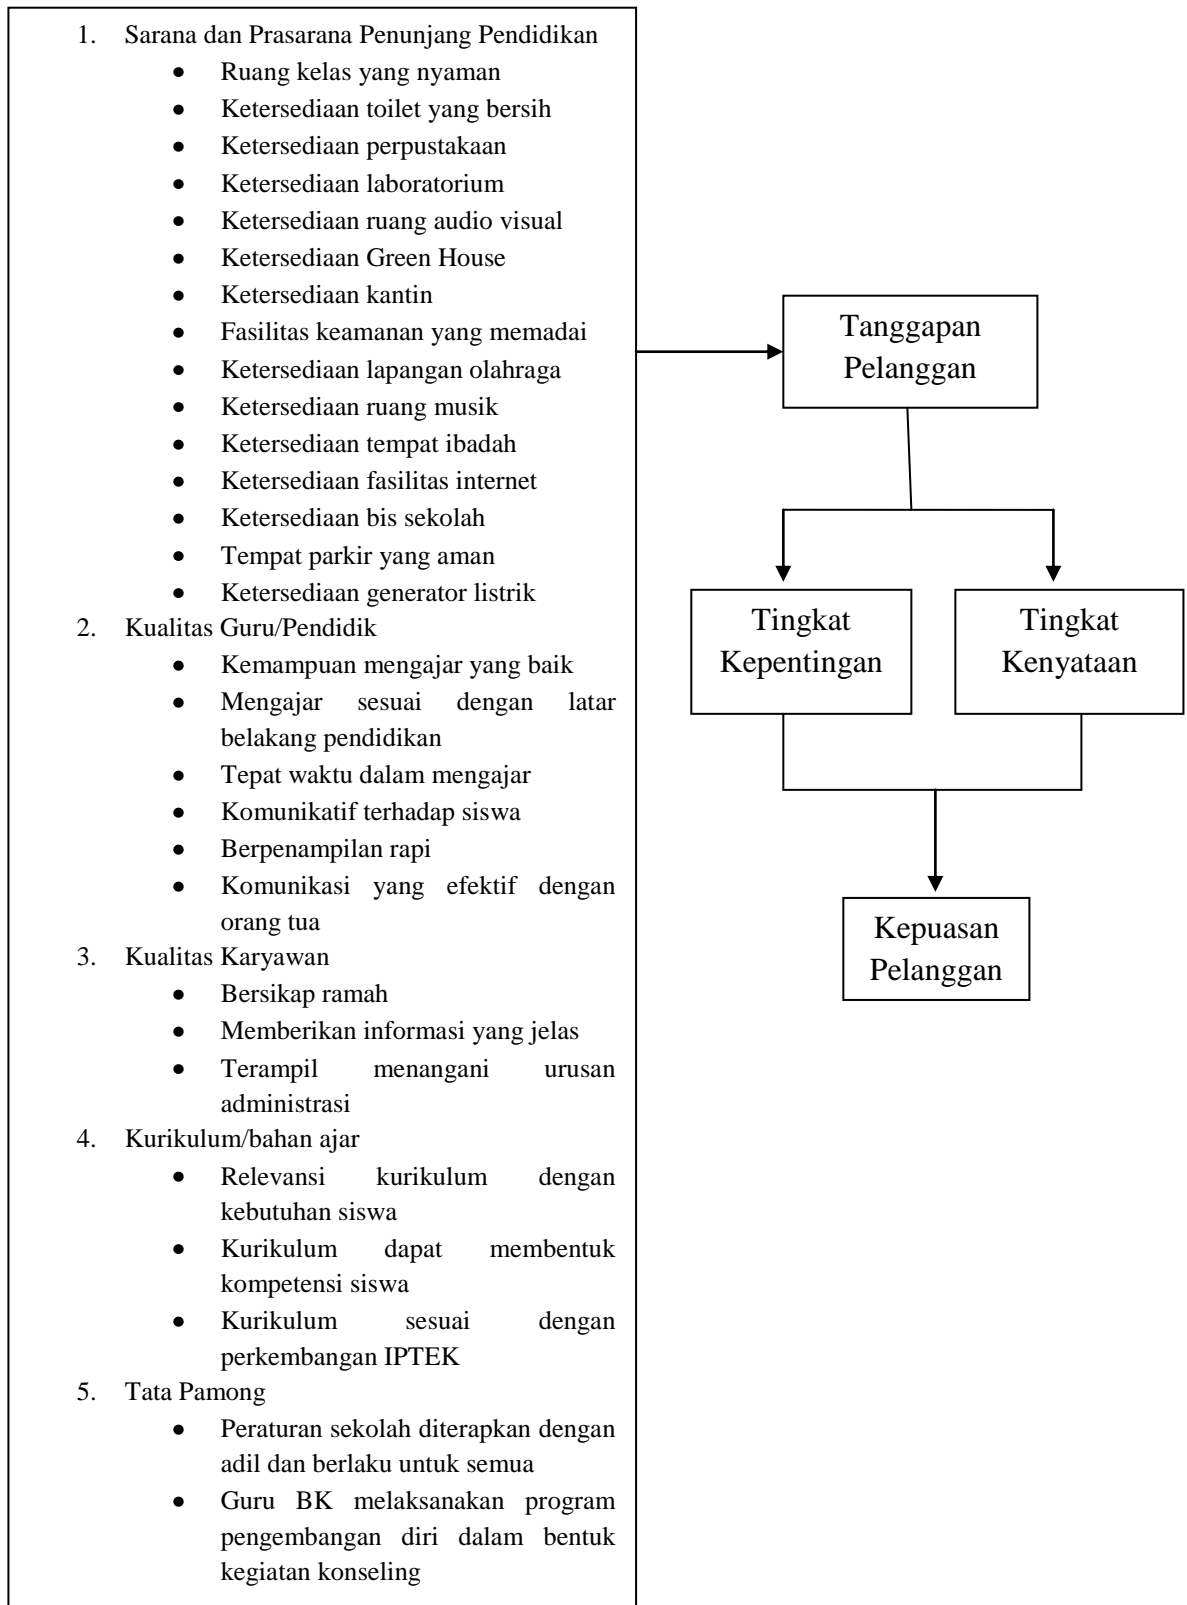 1. Sarana dan Prasarana Penunjang Pendidikan
● Ruang kelas yang nyaman
● Ketersediaan toilet yang bersih
● Ketersediaan perpustakaan
● Ketersediaan laboratorium
● Ketersediaan ruang audio visual
● Ketersediaan Green House
● Ketersediaan kantin
● Fasilitas keamanan yang memadai
● Ketersediaan lapangan olahraga
● Ketersediaan ruang musik
● Ketersediaan tempat ibadah
● Ketersediaan fasilitas internet
● Ketersediaan bis sekolah
● Tempat parkir yang aman
● Ketersediaan generator listrik
2. Kualitas Guru/Pendidik
● Kemampuan mengajar yang baik
● Mengajar sesuai dengan latar
belakang pendidikan
● Tepat waktu dalam mengajar
● Komunikatif terhadap siswa
● Berpenampilan rapi
● Komunikasi yang efektif dengan
orang tua
3. Kualitas Karyawan
● Bersikap ramah
● Memberikan informasi yang jelas
● Terampil menangani urusan
administrasi
4. Kurikulum/bahan ajar
● Relevansi kurikulum dengan
kebutuhan siswa
● Kurikulum dapat membentuk
kompetensi siswa
● Kurikulum sesuai dengan
perkembangan IPTEK
5. Tata Pamong
● Peraturan sekolah diterapkan dengan
adil dan berlaku untuk semua
● Guru BK melaksanakan program
pengembangan diri dalam bentuk
kegiatan konseling
Tanggapan
Pelanggan
Tingkat
Kepentingan
Tingkat
Kenyataan
Kepuasan
Pelanggan